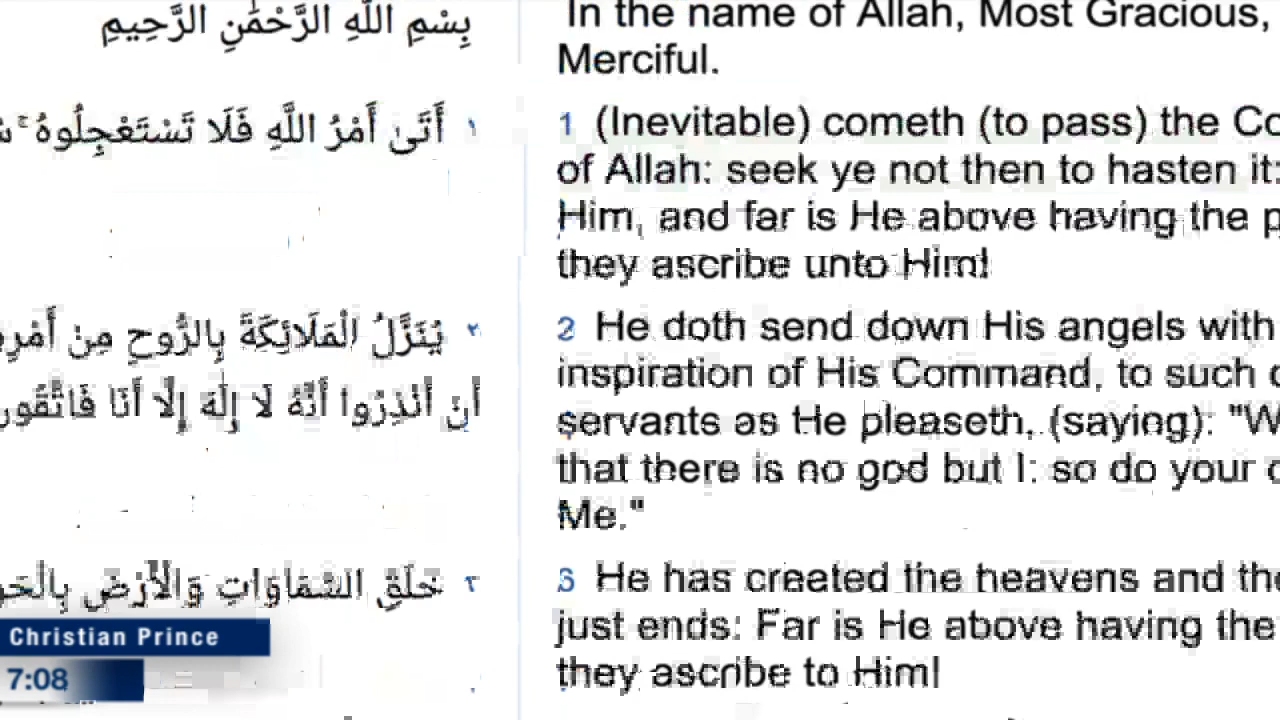 بِسْمِ اللَّهِ الرَّحْمَٰنِ الرَّحِيمِ
١ أَتَىٰ أَمْرُ اللَّهِ فَلَا تَسْتَعْجِلُوهُ ۚ
٢ يُنَزِّلُ الْمَلَائِكَةَ بِالرُّوحِ مِنْ
أَنْ أَنْذِرُوا أَنَّهُ لَا إِلَٰهَ إِلَّا أَنَا فَاتَّقُونِ
٣ خَلَقَ السَّمَاوَاتِ وَالْأَرْضَ
In the name of Allah, Most Gracious,
Merciful.
1 (Inevitable) cometh (to pass) the Co
of Allah: seek ye not then to hasten it:
Him, and far is He above having the p
they ascribe unto Him!
2 He doth send down His angels with
inspiration of His Command, to such
servants as He pleaseth, (saying): "W
that there is no god but I: so do your
Me."
3 He has created the heavens and the
just ends: Far is He above having the
they ascribe to Him!
Christian Prince
7:08